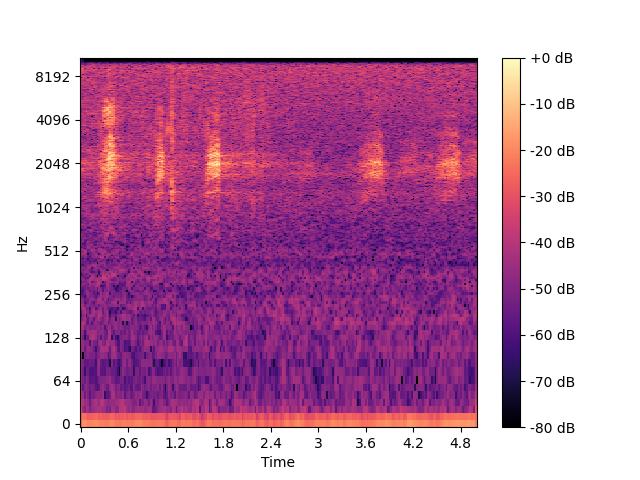 +0 dB
8192
-10 dB
4096
-20 dB
2048
-30 dB
1024
-40 dB
Hz
512
-50 dB
256
-60 dB
128
64
-70 dB
0
-80 dB
0 0.6 1.2 1.8 2.4 3 3.6 4.2 4.8
Time